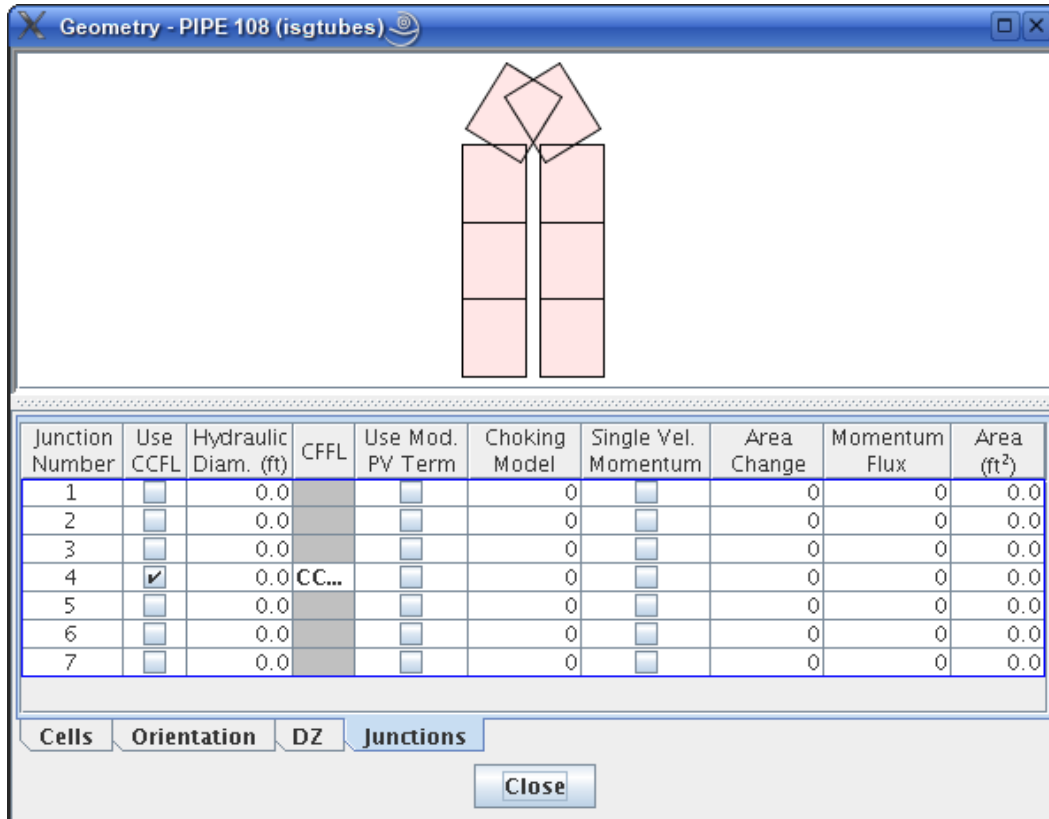 Geometry - PIPE 108 (isgtubes)
Junction Number Use CCFL Hydraulic Diam. (ft) CFFL Use Mod. PV Term Choking Model Single Vel. Momentum Area Change Momentum Flux Area (ft²)
1 0.0 0 0 0 0.0
2 0.0 0 0 0 0.0
3 0.0 0 0 0 0.0
4 0.0 CC... 0 0 0 0.0
5 0.0 0 0 0 0.0
6 0.0 0 0 0 0.0
7 0.0 0 0 0 0.0
Cells Orientation DZ Junctions
Close